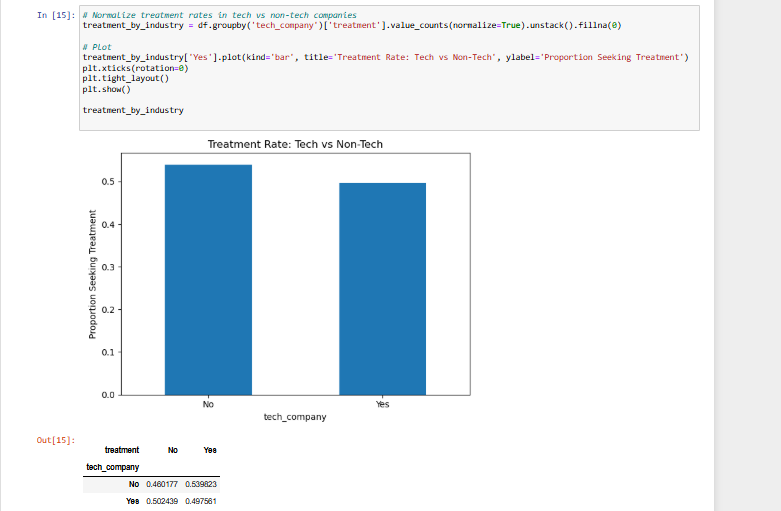 In [15]:
# Normalize treatment rates in tech vs non-tech companies
treatment_by_industry = df.groupby('tech_company')['treatment'].value_counts(normalize=True).unstack().fillna(0)
# Plot
treatment_by_industry['Yes'].plot(kind='bar', title='Treatment Rate: Tech vs Non-Tech', ylabel='Proportion Seeking Treatment')
plt.xticks(rotation=0)
plt.tight_layout()
plt.show()
treatment_by_industry
Treatment Rate: Tech vs Non-Tech
Proportion Seeking Treatment
0.5
0.4
0.3
0.2
0.1
0.0
No Yes
tech_company
Out[15]:
treatment No Yes
tech_company
No 0.460177 0.539823
Yes 0.502439 0.497561